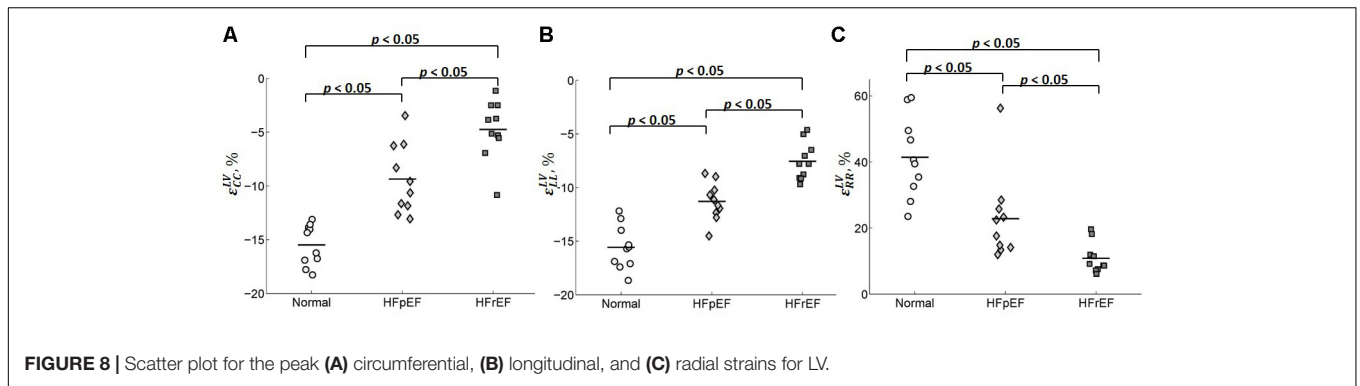 A
p < 0.05
p < 0.05
p < 0.05
0
−5
−10
−15
−20
ε_CC^LV, %
Normal HFpEF HFrEF
B
p < 0.05
p < 0.05
p < 0.05
0
−5
−10
−15
−20
ε_LL^LV, %
Normal HFpEF HFrEF
C
p < 0.05
p < 0.05
p < 0.05
60
40
20
0
ε_RR^LV, %
Normal HFpEF HFrEF
FIGURE 8 | Scatter plot for the peak (A) circumferential, (B) longitudinal, and (C) radial strains for LV.